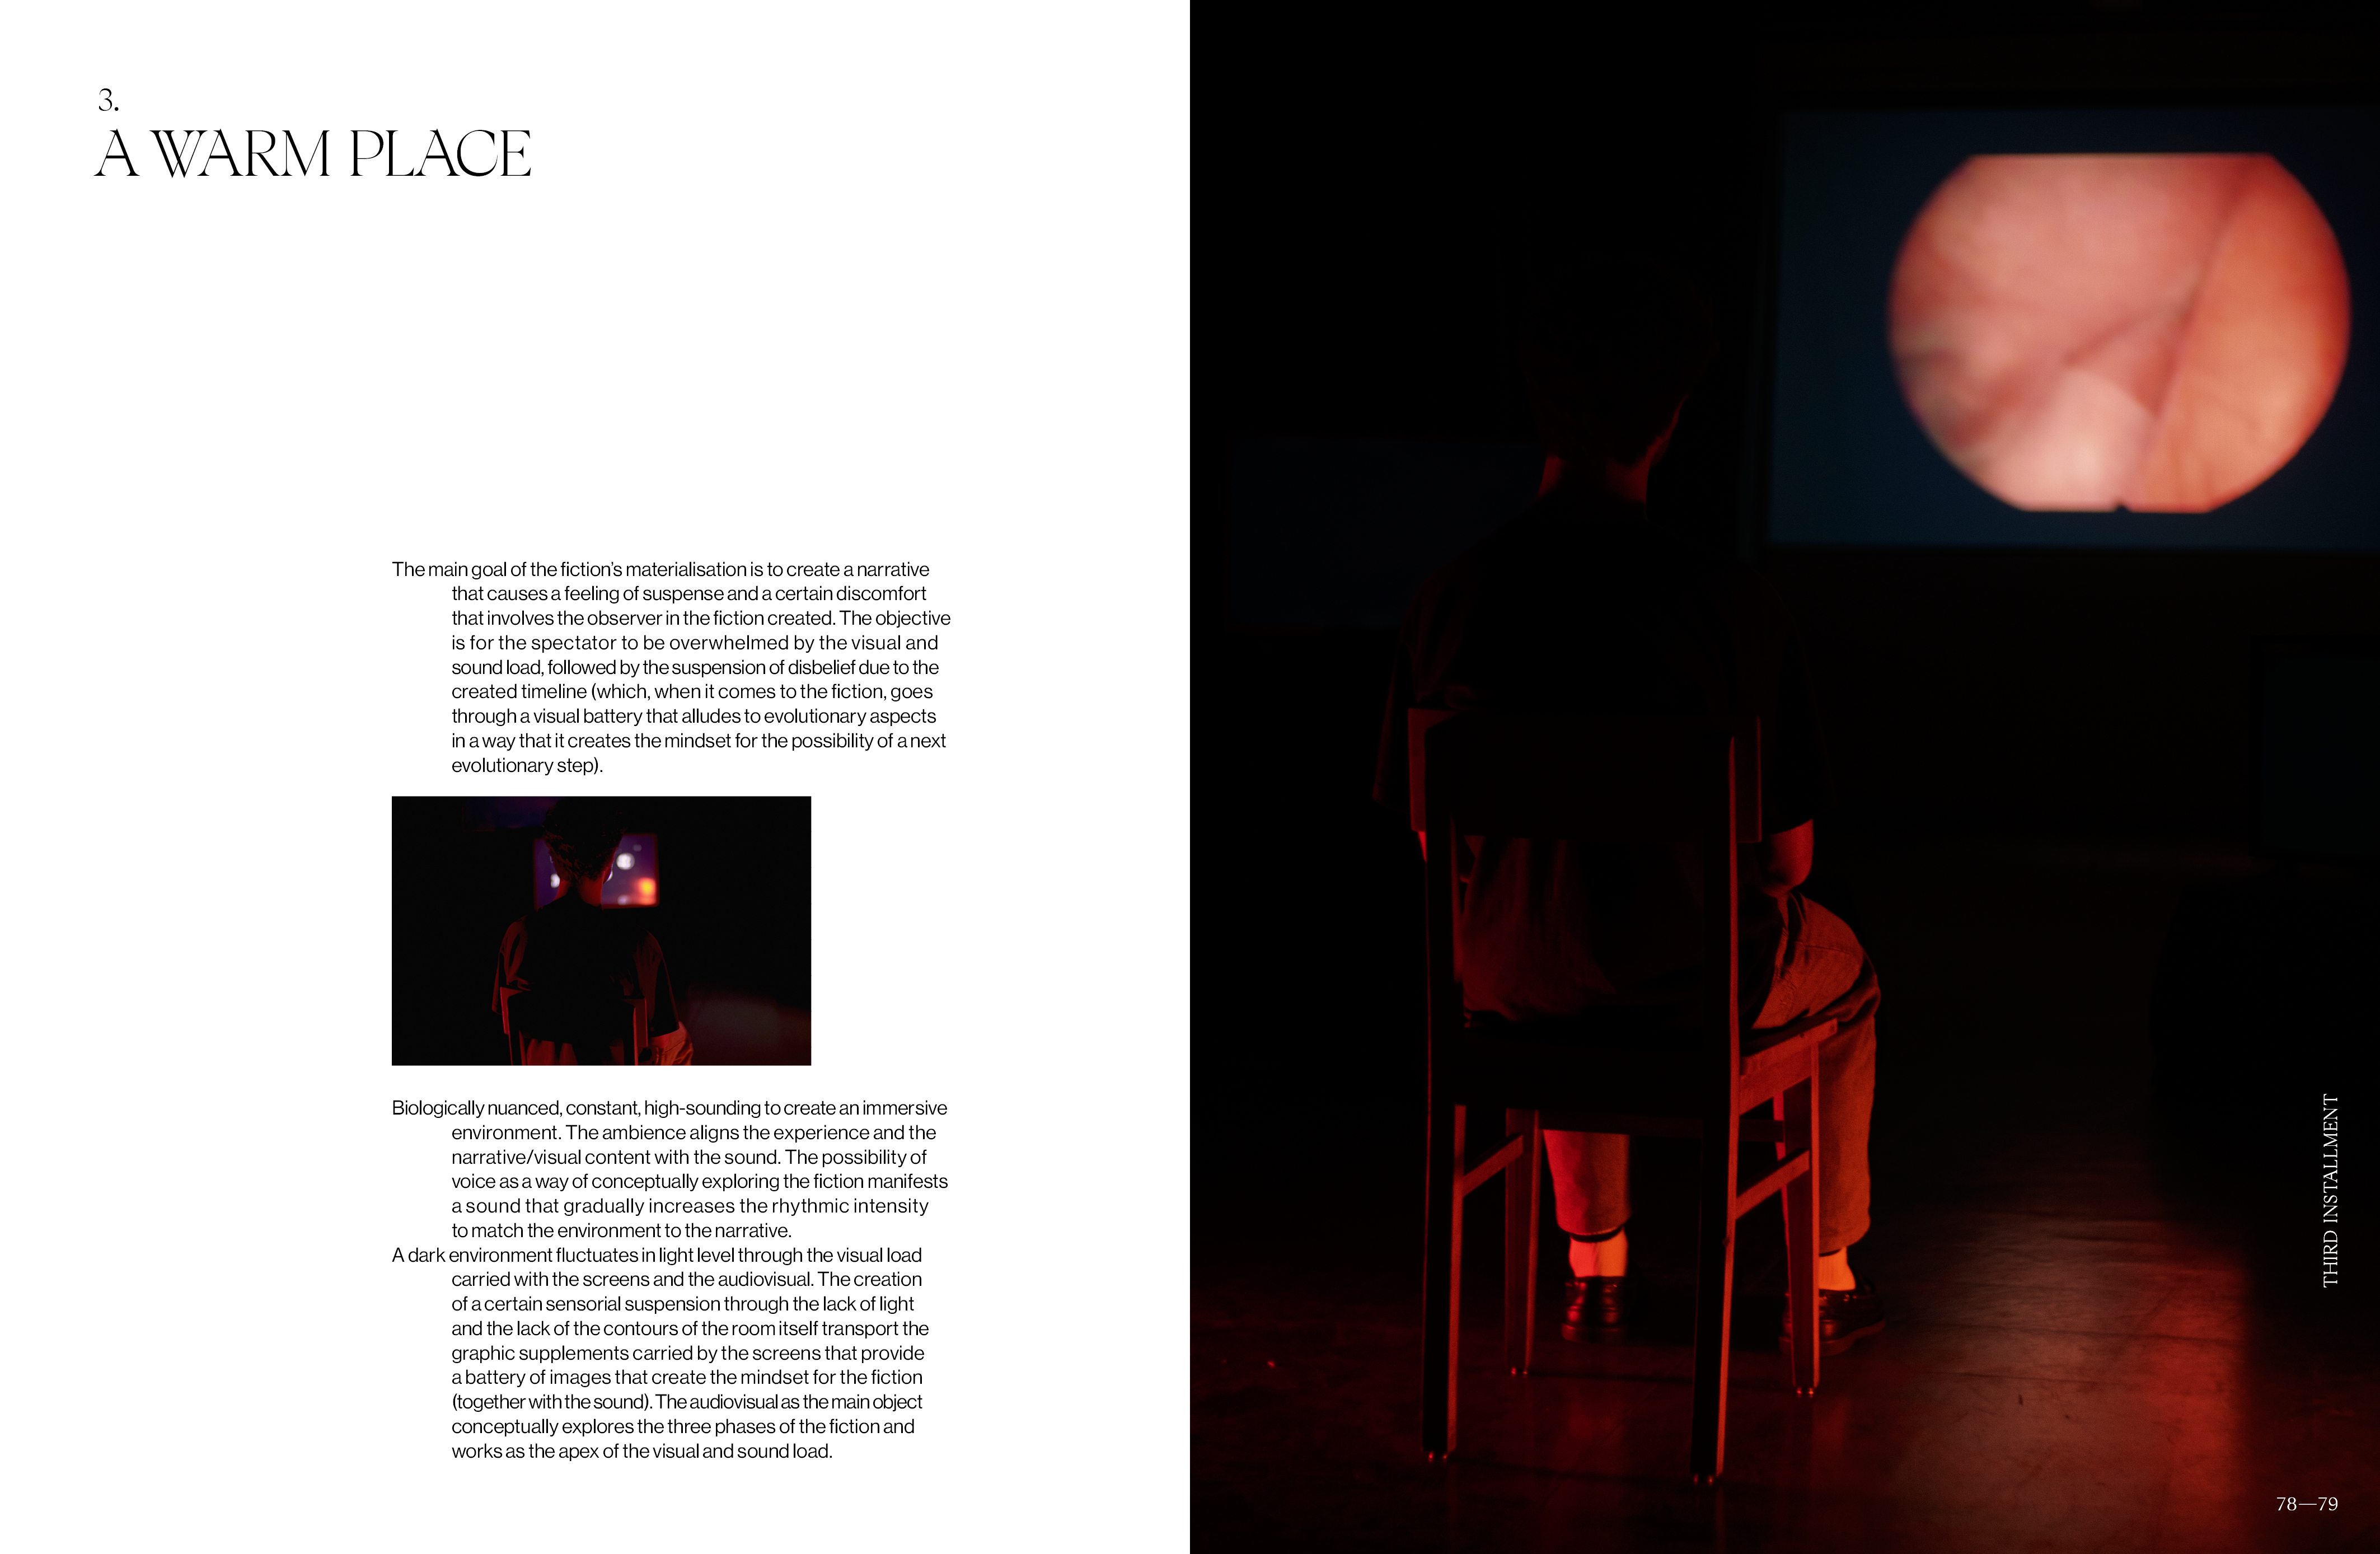 3.
A WARM PLACE
The main goal of the fiction’s materialisation is to create a narrative
that causes a feeling of suspense and a certain discomfort
that involves the observer in the fiction created. The objective
is for the spectator to be overwhelmed by the visual and
sound load, followed by the suspension of disbelief due to the
created timeline (which, when it comes to the fiction, goes
through a visual battery that alludes to evolutionary aspects
in a way that it creates the mindset for the possibility of a next
evolutionary step).
Biologically nuanced, constant, high-sounding to create an immersive
environment. The ambience aligns the experience and the
narrative/visual content with the sound. The possibility of
voice as a way of conceptually exploring the fiction manifests
a sound that gradually increases the rhythmic intensity
to match the environment to the narrative.
A dark environment fluctuates in light level through the visual load
carried with the screens and the audiovisual. The creation
of a certain sensorial suspension through the lack of light
and the lack of the contours of the room itself transport the
graphic supplements carried by the screens that provide
a battery of images that create the mindset for the fiction
(together with the sound). The audiovisual as the main object
conceptually explores the three phases of the fiction and
works as the apex of the visual and sound load.
THIRD INSTALLMENT
78—79